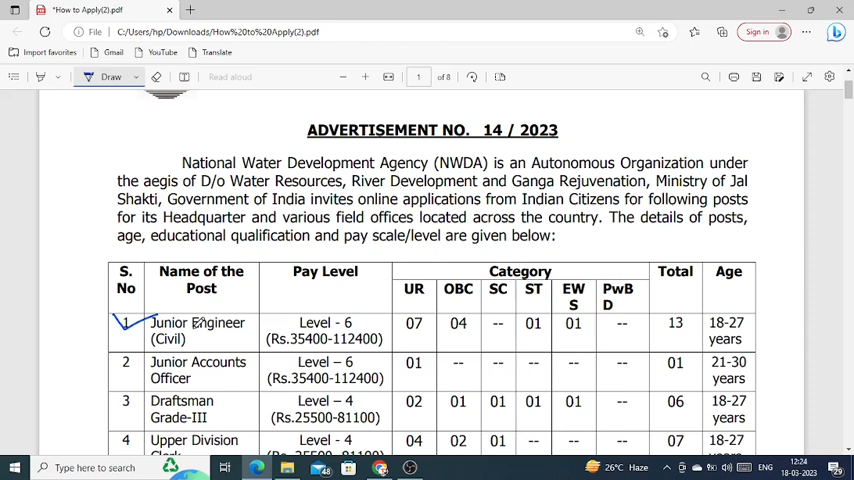 *How to Apply(2).pdf
File C:/Users/hp/Downloads/How%20to%20Apply(2).pdf
Sign in
Import favorites Gmail YouTube Translate
Draw Read aloud 1 of 8
ADVERTISEMENT NO. 14 / 2023
National Water Development Agency (NWDA) is an Autonomous Organization under
the aegis of D/o Water Resources, River Development and Ganga Rejuvenation, Ministry of Jal
Shakti, Government of India invites online applications from Indian Citizens for following posts
for its Headquarter and various field offices located across the country. The details of posts,
age, educational qualification and pay scale/level are given below:
S. Name of the Pay Level Category Total Age
No Post UR OBC SC ST EW PwB
S D
1 Junior Engineer Level - 6 07 04 -- 01 01 -- 13 18-27
(Civil) (Rs.35400-112400) years
2 Junior Accounts Level – 6 01 -- -- -- -- -- 01 21-30
Officer (Rs.35400-112400) years
3 Draftsman Level – 4 02 01 01 01 01 -- 06 18-27
Grade-III (Rs.25500-81100) years
4 Upper Division Level - 4 04 02 01 -- -- -- 07 18-27
Type here to search 48 26°C Haze ENG 12:24
18-03-2023 29